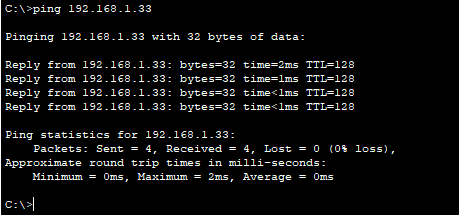 C:\>ping 192.168.1.33
Pinging 192.168.1.33 with 32 bytes of data:
Reply from 192.168.1.33: bytes=32 time=2ms TTL=128
Reply from 192.168.1.33: bytes=32 time=1ms TTL=128
Reply from 192.168.1.33: bytes=32 time<1ms TTL=128
Reply from 192.168.1.33: bytes=32 time<1ms TTL=128
Ping statistics for 192.168.1.33:
    Packets: Sent = 4, Received = 4, Lost = 0 (0% loss),
Approximate round trip times in milli-seconds:
    Minimum = 0ms, Maximum = 2ms, Average = 0ms
C:\>